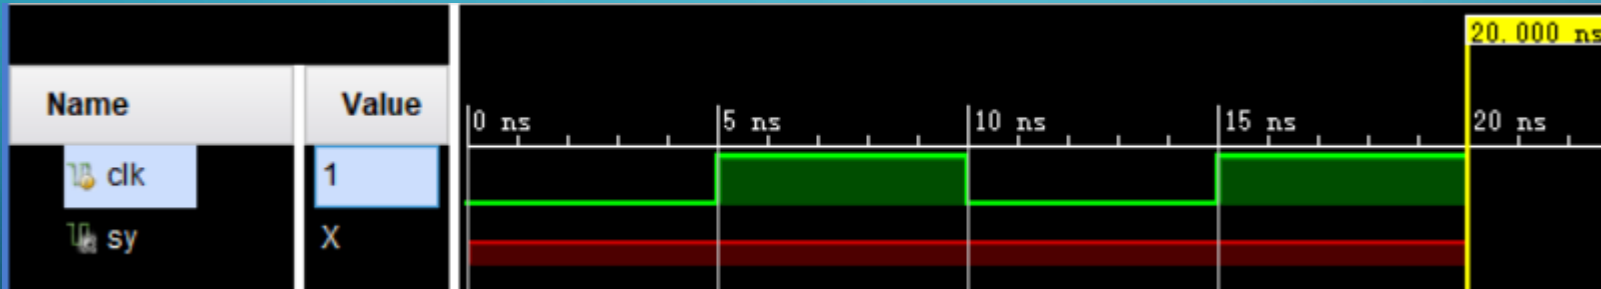 20.000 ns
Name Value
0 ns 5 ns 10 ns 15 ns 20 ns
clk 1
sy X